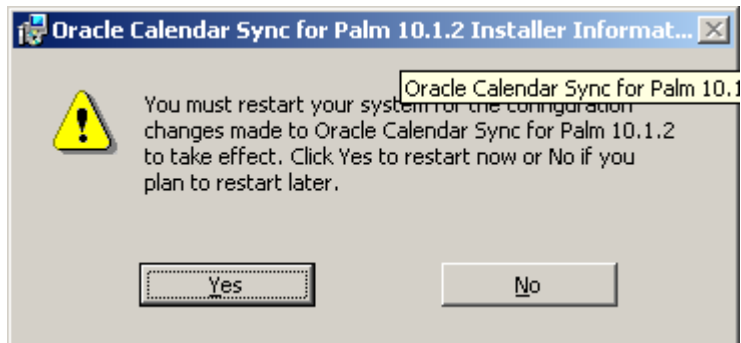 Oracle Calendar Sync for Palm 10.1.2 Installer Informat...
Oracle Calendar Sync for Palm 10.1
You must restart your system for the configuration
changes made to Oracle Calendar Sync for Palm 10.1.2
to take effect. Click Yes to restart now or No if you
plan to restart later.
Yes
No